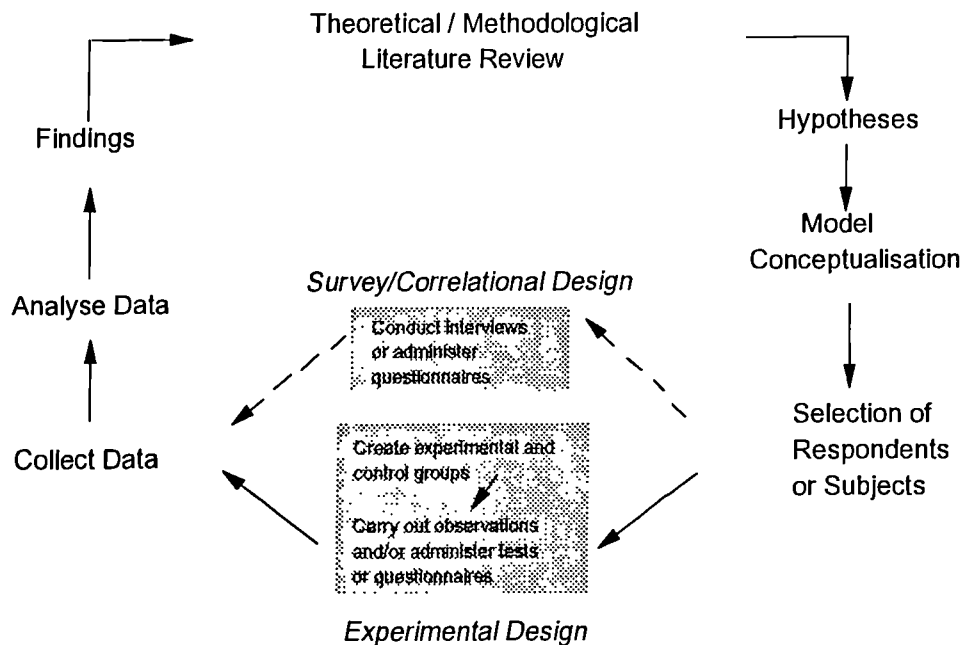 Theoretical / Methodological
Literature Review
Hypotheses
Model
Conceptualisation
Selection of
Respondents
or Subjects
Survey/Correlational Design
Conduct Interviews
or administer
questionnaires
Create experimental and
control groups
Carry out observations
and/or administer tests
or questionnaires
Experimental Design
Collect Data
Analyse Data
Findings